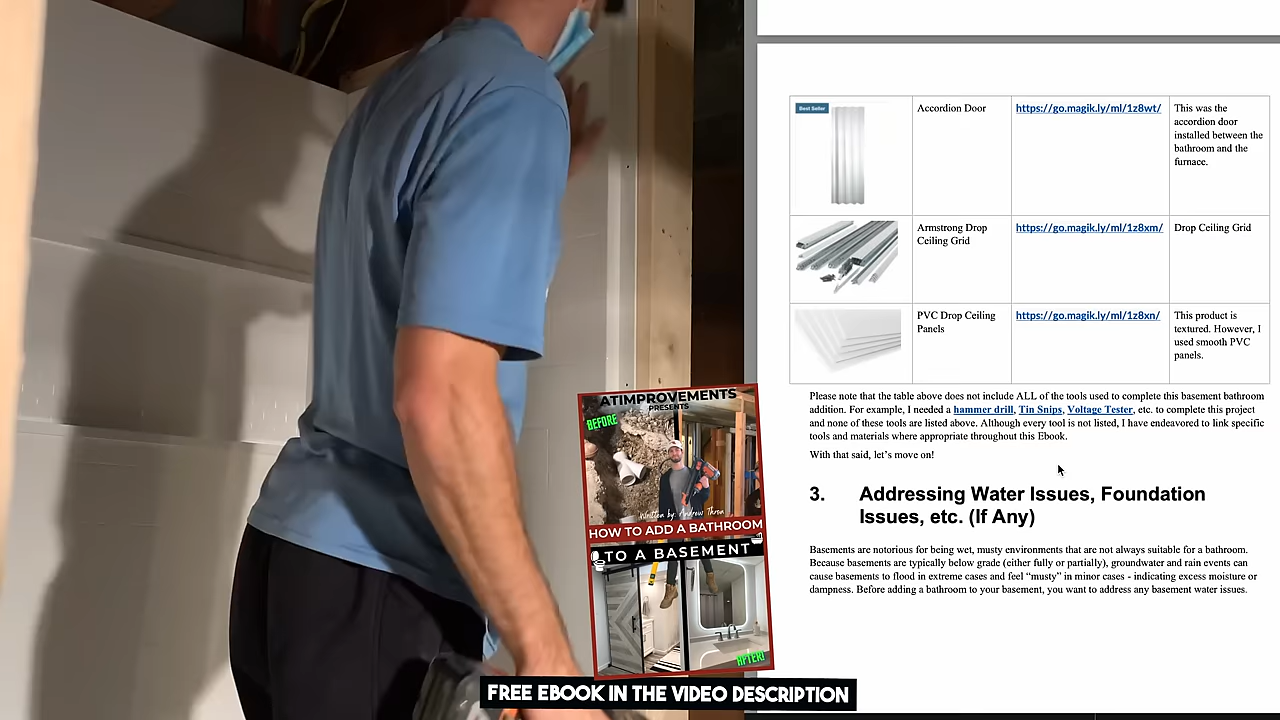 Best Seller
Accordion Door
https://go.magik.ly/ml/1z8wt/
This was the
accordion door
installed between the
bathroom and the
furnace.
Armstrong Drop
Ceiling Grid
https://go.magik.ly/ml/1z8xm/
Drop Ceiling Grid
PVC Drop Ceiling
Panels
https://go.magik.ly/ml/1z8xn/
This product is
textured. However, I
used smooth PVC
panels.
Please note that the table above does not include ALL of the tools used to complete this basement bathroom
addition. For example, I needed a hammer drill, Tin Snips, Voltage Tester, etc. to complete this project
and none of these tools are listed above. Although every tool is not listed, I have endeavored to link specific
tools and materials where appropriate throughout this Ebook.
With that said, let's move on!
3. Addressing Water Issues, Foundation
Issues, etc. (If Any)
Basements are notorious for being wet, musty environments that are not always suitable for a bathroom.
Because basements are typically below grade (either fully or partially), groundwater and rain events can
cause basements to flood in extreme cases and feel “musty” in minor cases - indicating excess moisture or
dampness. Before adding a bathroom to your basement, you want to address any basement water issues.
ATIMPROVEMENTS
PRESENTS
BEFORE
Written by: Andrew Thron
HOW TO ADD A BATHROOM
TO A BASEMENT
AFTER!
FREE EBOOK IN THE VIDEO DESCRIPTION